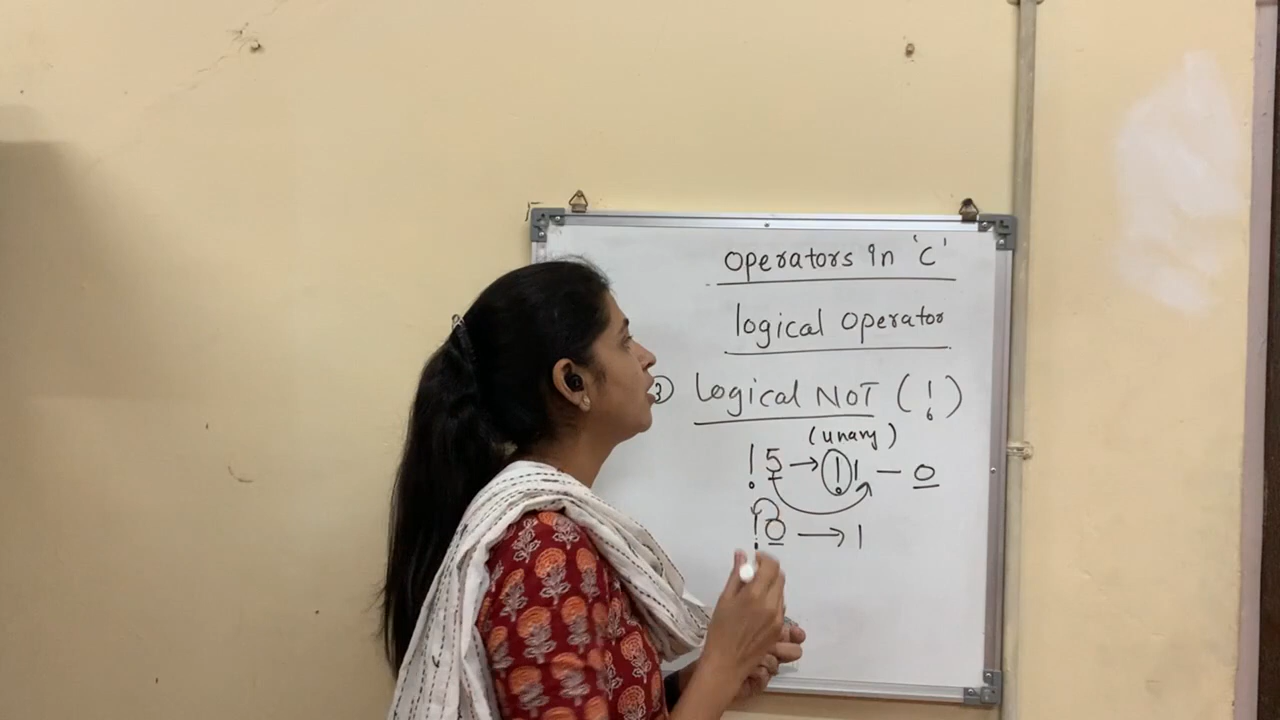 Operators In 'C'
logical Operator
③ Logical NOT (!)
(unary)
!5 → !1 — 0
!0 → 1